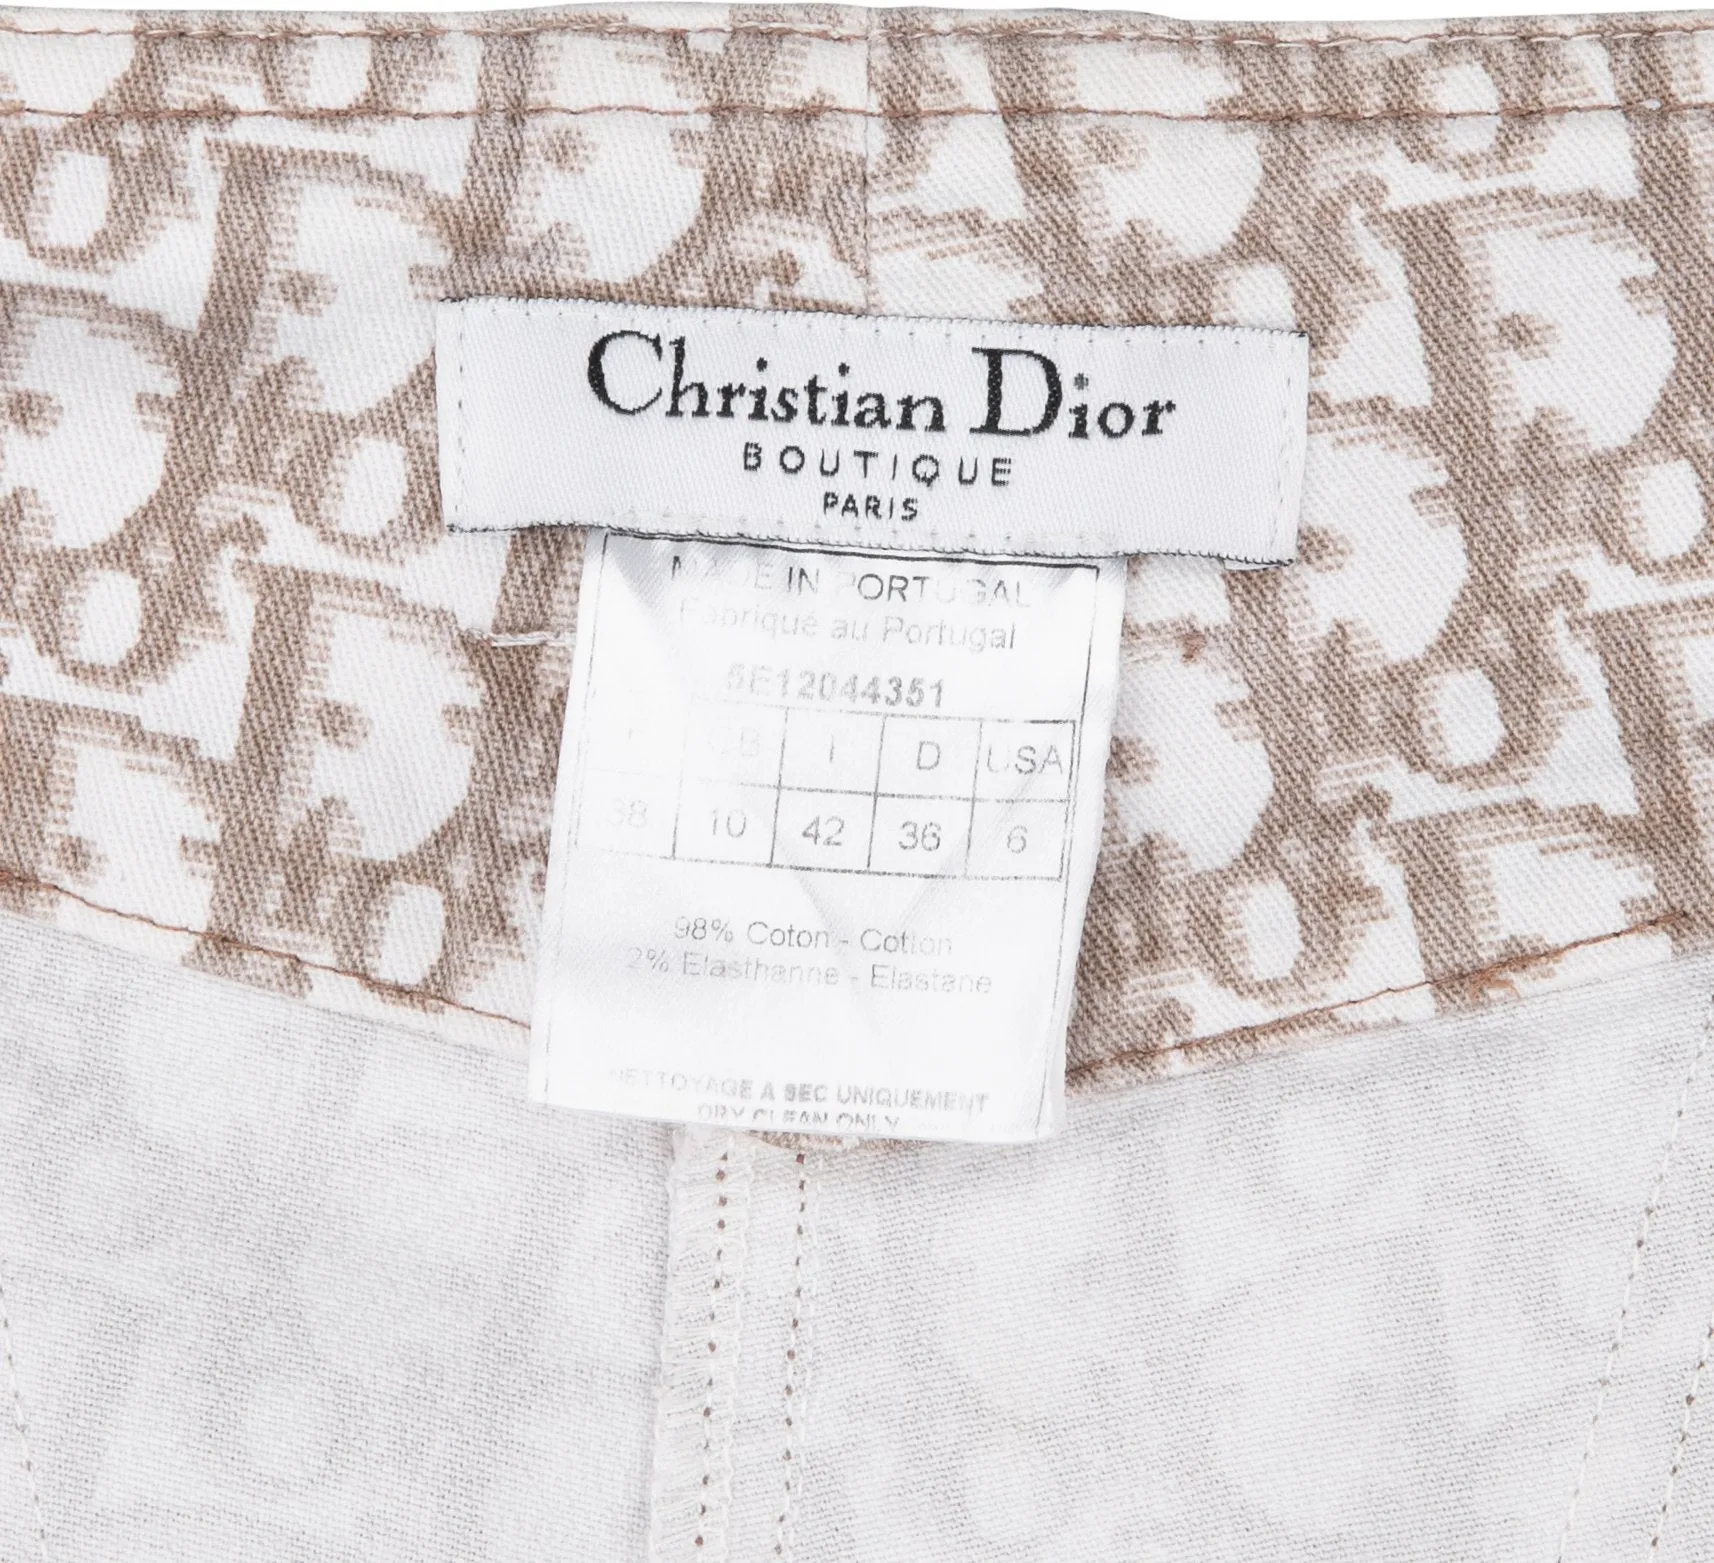 Christian Dior
BOUTIQUE
PARIS
MADE IN PORTUGAL
Fabriqué au Portugal
5E12044351
F GB I D USA
38 10 42 36 6
98% Coton - Cotton
2% Elasthanne - Elastane
NETTOYAGE A SEC UNIQUEMENT
DRY CLEAN ONLY